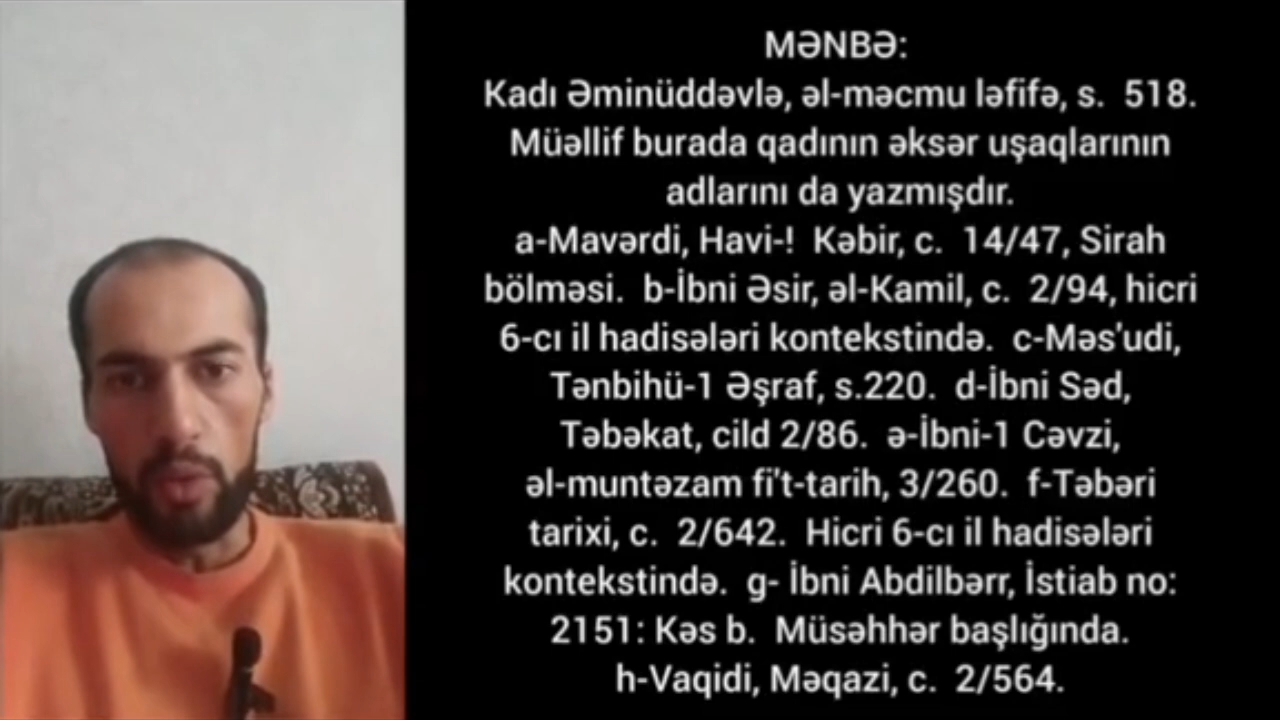 MƏNBƏ:
Kadı Əminüddəvlə, əl-məcmu ləfifə, s. 518.
Müəllif burada qadının əksər uşaqlarının
adlarını da yazmışdır.
a-Mavərdi, Havi-! Kəbir, c. 14/47, Sirah
bölməsi. b-İbni Əsir, əl-Kamil, c. 2/94, hicri
6-cı il hadisələri kontekstində. c-Məs'udi,
Tənbihü-1 Əşraf, s.220. d-İbni Səd,
Təbəkat, cild 2/86. ə-İbni-1 Cəvzi,
əl-muntəzam fi't-tarih, 3/260. f-Təbəri
tarixi, c. 2/642. Hicri 6-cı il hadisələri
kontekstində. g- İbni Abdilbərr, İstiab no:
2151: Kəs b. Müsəhhər başlığında.
h-Vaqidi, Məqazi, c. 2/564.